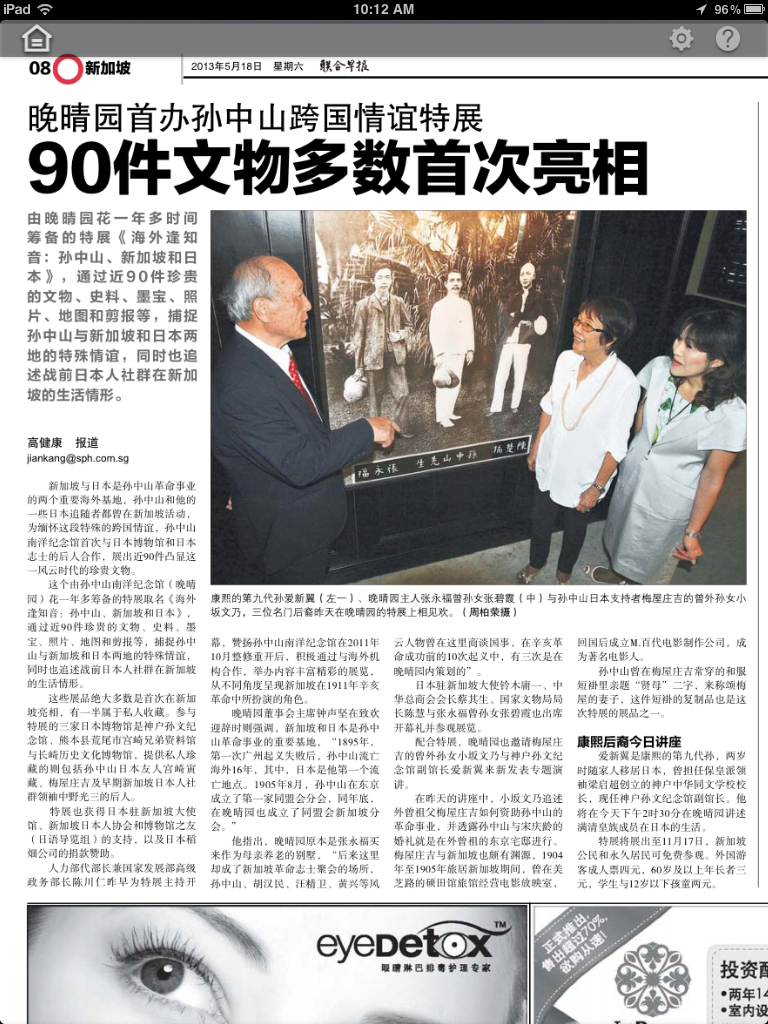 iPad
10:12 AM
96%
08 新加坡
2013年5月18日 星期六 联合早报
晚晴园首办孙中山跨国情谊特展
90件文物多数首次亮相
由晚晴园花一年多时间
筹备的特展《海外逢知
音：孙中山、新加坡和日
本》，通过近90件珍贵
的文物、史料、墨宝、照
片、地图和剪报等，捕捉
孙中山与新加坡和日本两
地的特殊情谊，同时也追
述战前日本人社群在新加
坡的生活情形。
高健康 报道
jiankang@sph.com.sg
新加坡与日本是孙中山革命事业
的两个重要海外基地，孙中山和他的
一些日本追随者都曾在新加坡活动，
为缅怀这段特殊的跨国情谊，孙中山
南洋纪念馆首次与日本博物馆和日本
志士的后人合作，展出近90件凸显这
一风云时代的珍贵文物。
这个由孙中山南洋纪念馆（晚晴
园）花一年多筹备的特展取名《海外
逢知音：孙中山、新加坡和日本》，
通过近90件珍贵的文物、史料、墨
宝、照片、地图和剪报等，捕捉孙中
山与新加坡和日本两地的特殊情谊，
同时也追述战前日本人社群在新加坡
的生活情形。
这些展品绝大多数是首次在新加
坡亮相，有一半属于私人收藏。参与
特展的三家日本博物馆是神户孙文纪
念馆、熊本县荒尾市宫崎兄弟资料馆
与长崎历史文化博物馆，提供私人珍
藏的则包括孙中山日本友人宫崎寅
藏、梅屋庄吉及早期新加坡日本人社
群领袖中野光三的后人。
特展也获得日本驻新加坡大使
馆、新加坡日本人协会和博物馆之友
（日语导览组）的支持，以及日本稻
烟公司的捐款赞助。
人力部代部长兼国家发展部高级
政务部长陈川仁昨早为特展主持开
福永張 生先山中孫 楠楚陳
康熙的第九代孙爱新翼（左一）、晚晴园主人张永福曾孙女张碧霞（中）与孙中山日本支持者梅屋庄吉的曾外孙女小
坂文乃，三位名门后裔昨天在晚晴园的特展上相见欢。（周柏荣摄）
幕，赞扬孙中山南洋纪念馆在2011年
10月整修重开后，积极通过与海外机
构合作，举办内容丰富精彩的展览，
从不同角度呈现新加坡在1911年辛亥
革命中所扮演的角色。
晚晴园董事会主席钟声坚在致欢
迎辞时则强调，新加坡和日本是孙中
山革命事业的重要基地，“1895年，
第一次广州起义失败后，孙中山流亡
海外16年，其中，日本是他第一个流
亡地点。1905年8月，孙中山在东京
成立了第一家同盟会分会，同年底，
在晚晴园也成立了同盟会新加坡分
会。”
他指出，晚晴园原本是张永福买
来作为母亲养老的别墅，“后来这里
却成了新加坡革命志士聚会的场所，
孙中山、胡汉民、汪精卫、黄兴等风
云人物曾在这里商谈国事，在辛亥革
命成功前的10次起义中，有三次是在
晚晴园内策划的”。
日本驻新加坡大使铃木庸一、中
华总商会会长蔡其生、国家文物局局
长陈慧与张永福曾孙女张碧霞也出席
开幕礼并参观展览。
配合特展，晚晴园也邀请梅屋庄
吉的曾外孙女小坂文乃与神户孙文纪
念馆副馆长爱新翼来新发表专题演
讲。
在昨天的讲座中，小坂文乃追述
外曾祖父梅屋庄吉如何资助孙中山的
革命事业，并透露孙中山与宋庆龄的
婚礼就是在外曾祖的东京宅邸进行。
梅屋庄吉与新加坡也颇有渊源，1904
年至1905年旅居新加坡期间，曾在美
芝路的硕田馆旅馆经营电影放映室，
回国后成立M.百代电影制作公司，成
为著名电影人。
孙中山曾在梅屋庄吉常穿的和服
短褂里亲题“贤母”二字，来称颂梅
屋的妻子，这件短褂的复制品也是这
次特展的展品之一。
康熙后裔今日讲座
爱新翼是康熙的第九代孙，两岁
时随家人移居日本，曾担任保皇派领
袖梁启超创立的神户中华同文学校校
长，现任神户孙文纪念馆副馆长。他
将在今天下午2时30分在晚晴园讲述
满清皇族成员在日本的生活。
特展将展出至11月17日，新加坡
公民和永久居民可免费参观。外国游
客成人票四元，60岁及以上年长者三
元，学生与12岁以下孩童两元。
eyeDetox TM
眼睛淋巴排毒护理专家
正式推出
售出超过70%,
欲购从速!
投资配
•两年14
•室内设